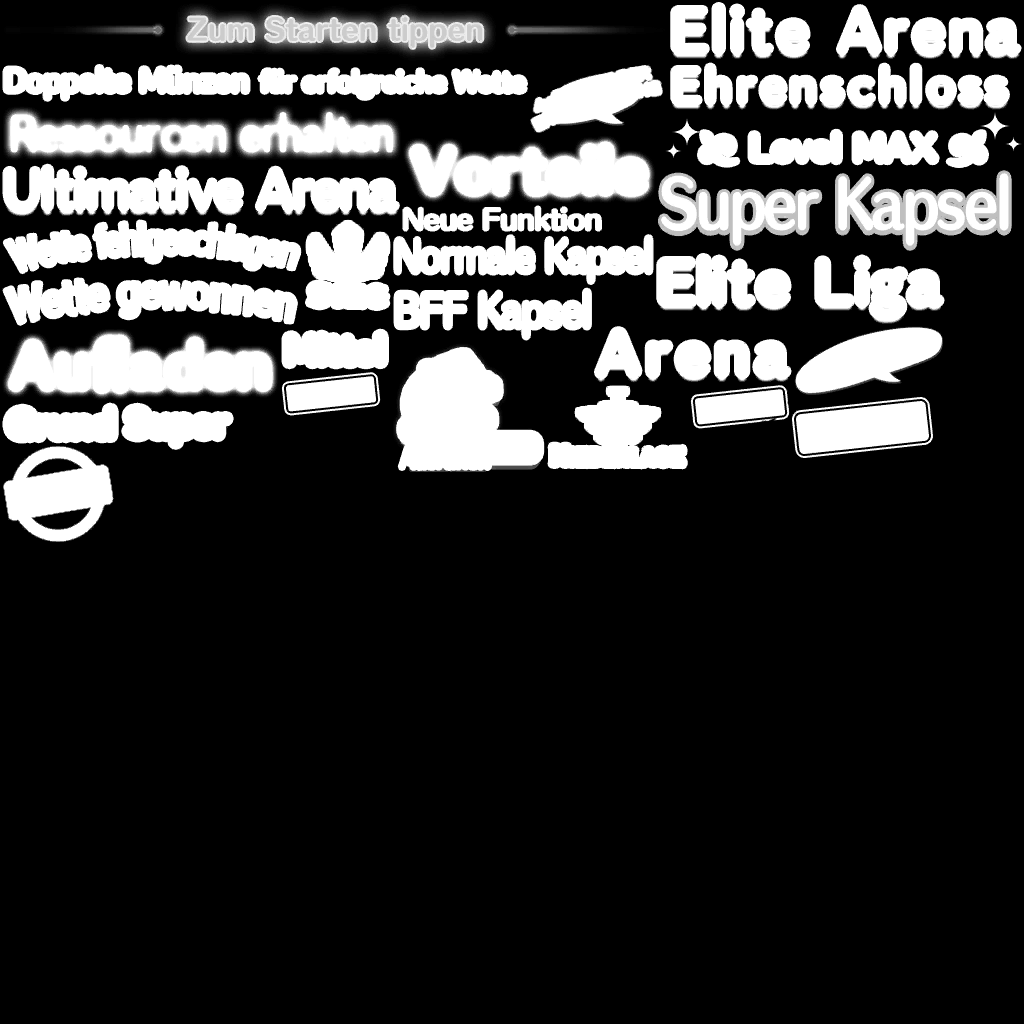 Zum Starten tippen
Elite Arena
Doppelte Münzen für erfolgreiche Wette
Ehrenschloss
Ressourcen erhalten
Level MAX
Vorteile
Ultimative Arena
Super Kapsel
Neue Funktion
Wette fehlgeschlagen
Normale Kapsel
Elite Liga
Wette gewonnen
BFF Kapsel
Mittel
Arena
Aufladen
Grund Super